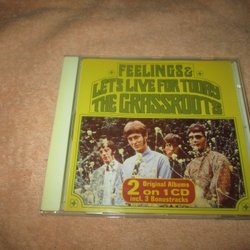 FEELINGS &
LET'S LIVE FOR TODAY
THE GRASSROOTS
2 Original Albums
on 1 CD
incl. 3 Bonustracks